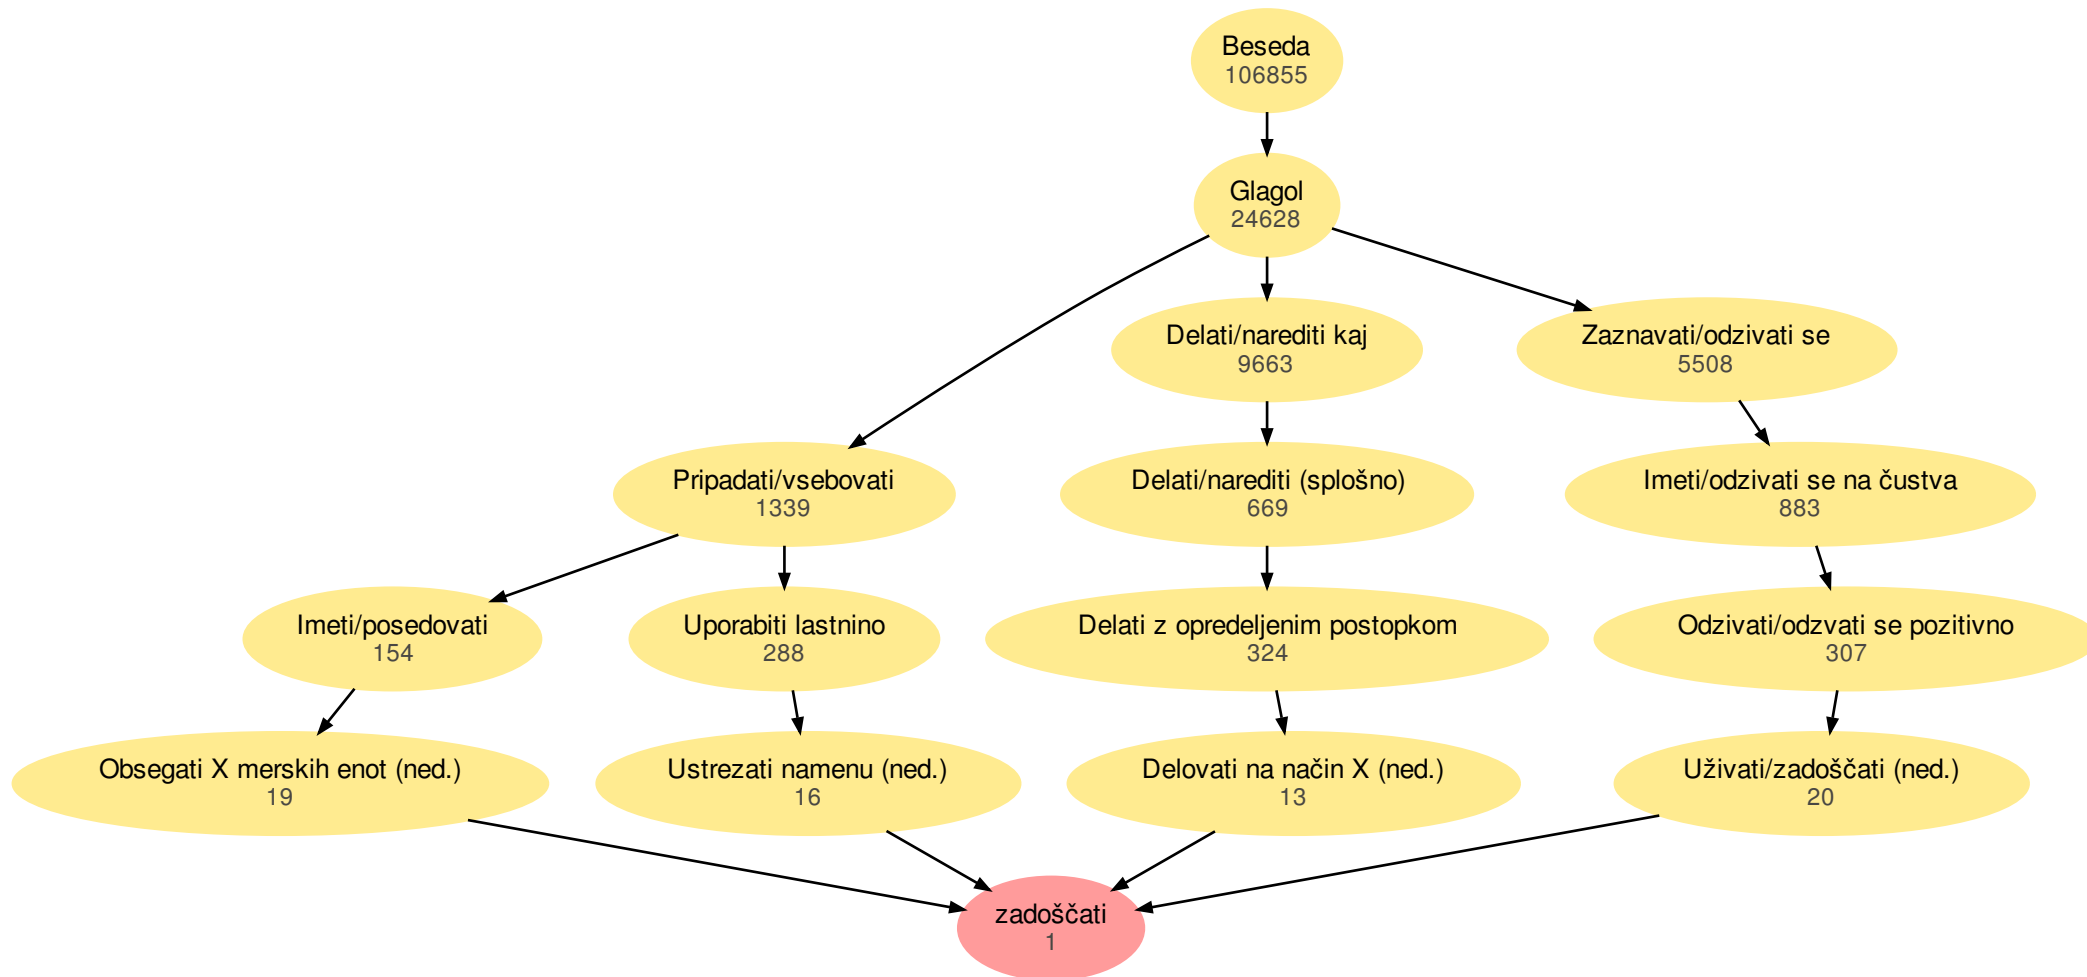 Beseda
106855
Glagol
24628
Delati/narediti kaj
9663
Zaznavati/odzivati se
5508
Pripadati/vsebovati
1339
Delati/narediti (splošno)
669
Imeti/odzivati se na čustva
883
Imeti/posedovati
154
Uporabiti lastnino
288
Delati z opredeljenim postopkom
324
Odzivati/odzvati se pozitivno
307
Obsegati X merskih enot (ned.)
19
Ustrezati namenu (ned.)
16
Delovati na način X (ned.)
13
Uživati/zadoščati (ned.)
20
zadoščati
1